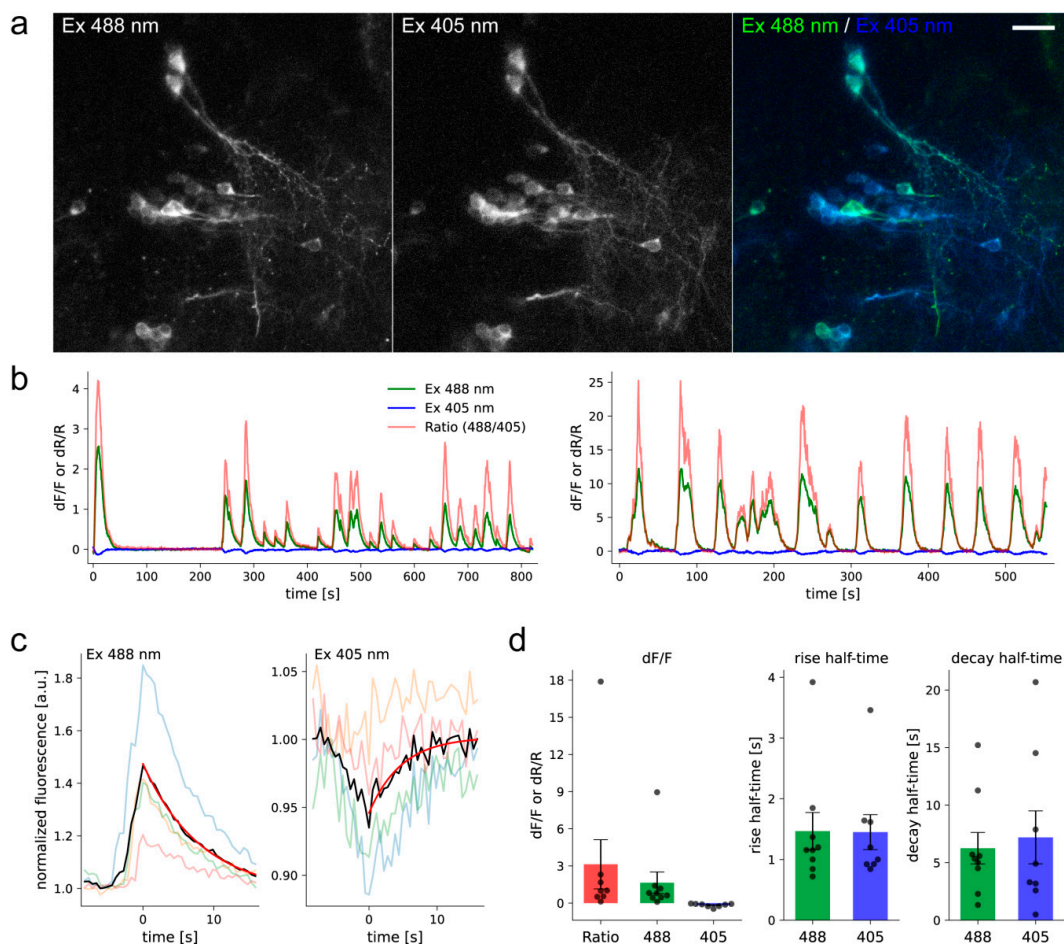 a
Ex 488 nm
Ex 405 nm
Ex 488 nm / Ex 405 nm
b
dF/F or dR/R
4
3
2
1
0
Ex 488 nm
Ex 405 nm
Ratio (488/405)
0 100 200 300 400 500 600 700 800
time [s]
dF/F or dR/R
25
20
15
10
5
0
0 100 200 300 400 500
time [s]
c
Ex 488 nm
normalized fluorescence [a.u.]
1.8
1.6
1.4
1.2
1.0
0 10
time [s]
Ex 405 nm
1.05
1.00
0.95
0.90
0 10
time [s]
d
dF/F
dF/F or dR/R
18
15
12
9
6
3
0
Ratio 488 405
rise half-time
rise half-time [s]
4
3
2
1
0
488 405
decay half-time
decay half-time [s]
20
15
10
5
0
488 405